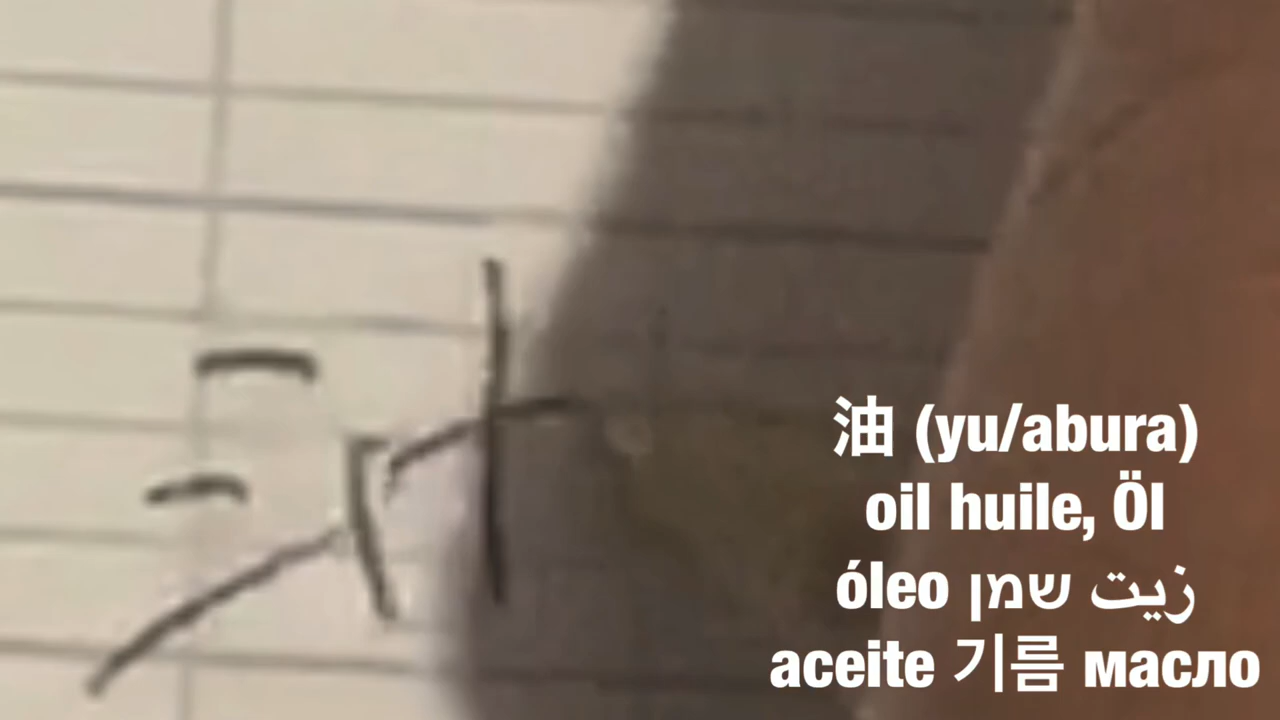 油 (yu/abura)
oil huile, Öl
óleo שמן زيت
aceite 기름 масло